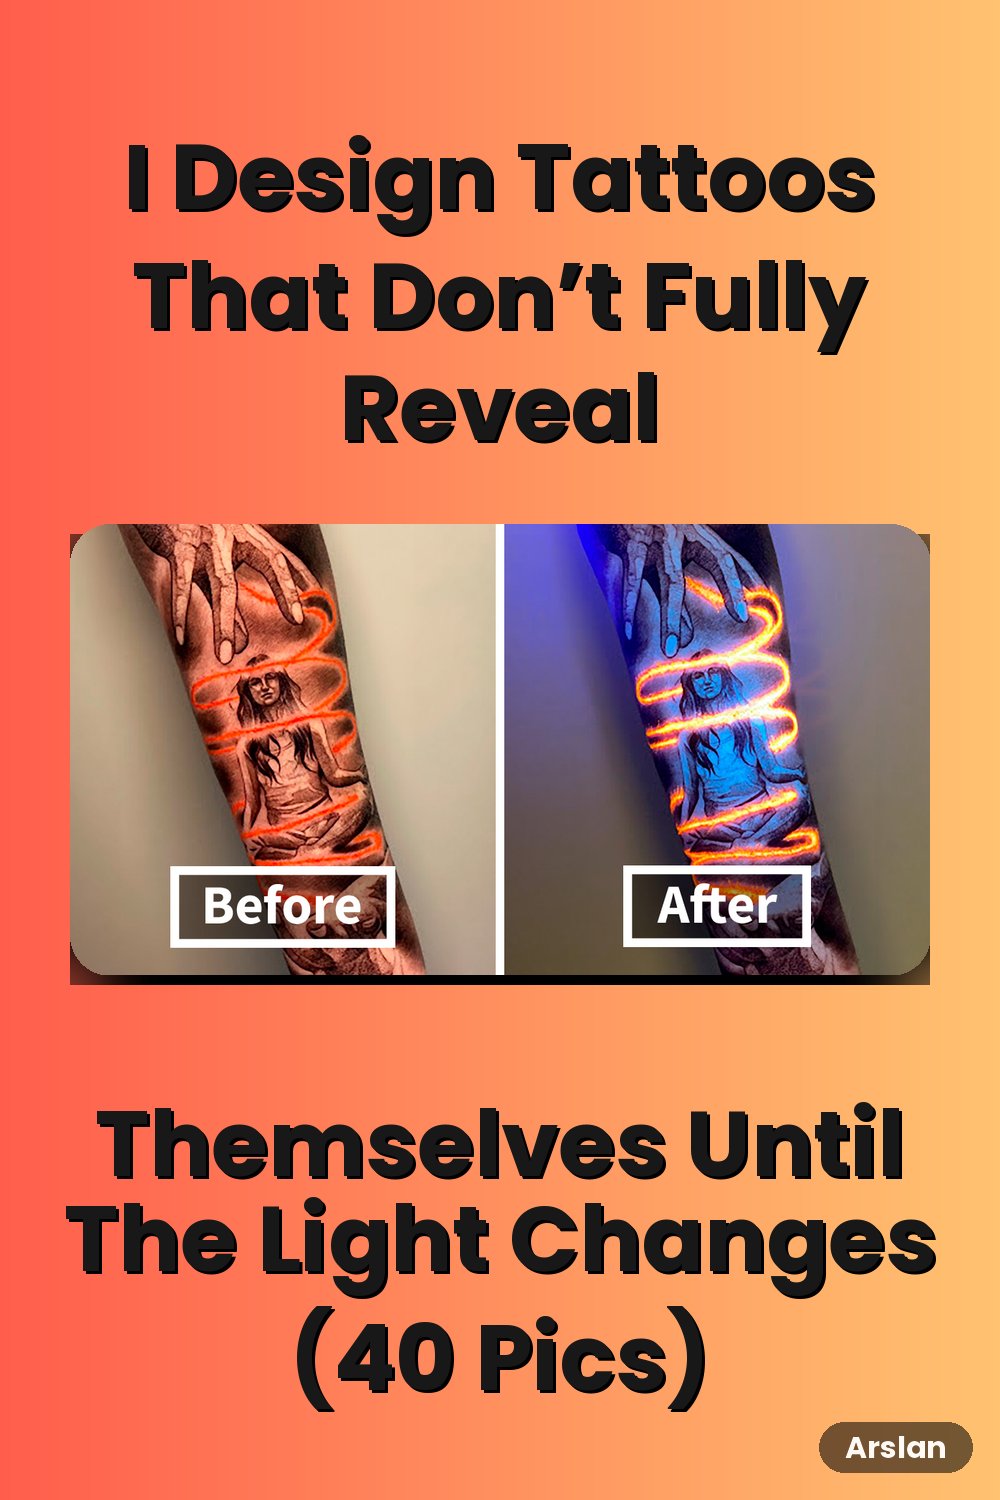 I Design Tattoos
That Don’t Fully
Reveal
Before
After
Themselves Until
The Light Changes
(40 Pics)
Arslan